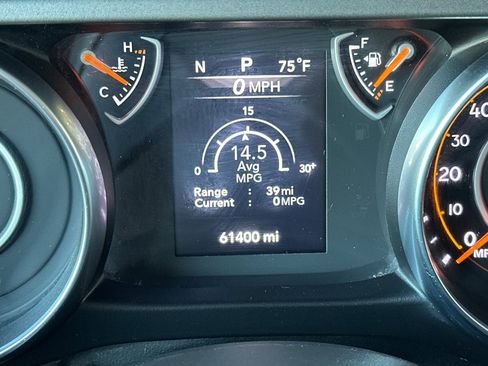 H
C
N P 75°F
0 MPH
15
0 30+
14.5
Avg
MPG
Range : 39 mi
Current : 0 MPG
61400 mi
F
E
40
30
20
10
0
MP